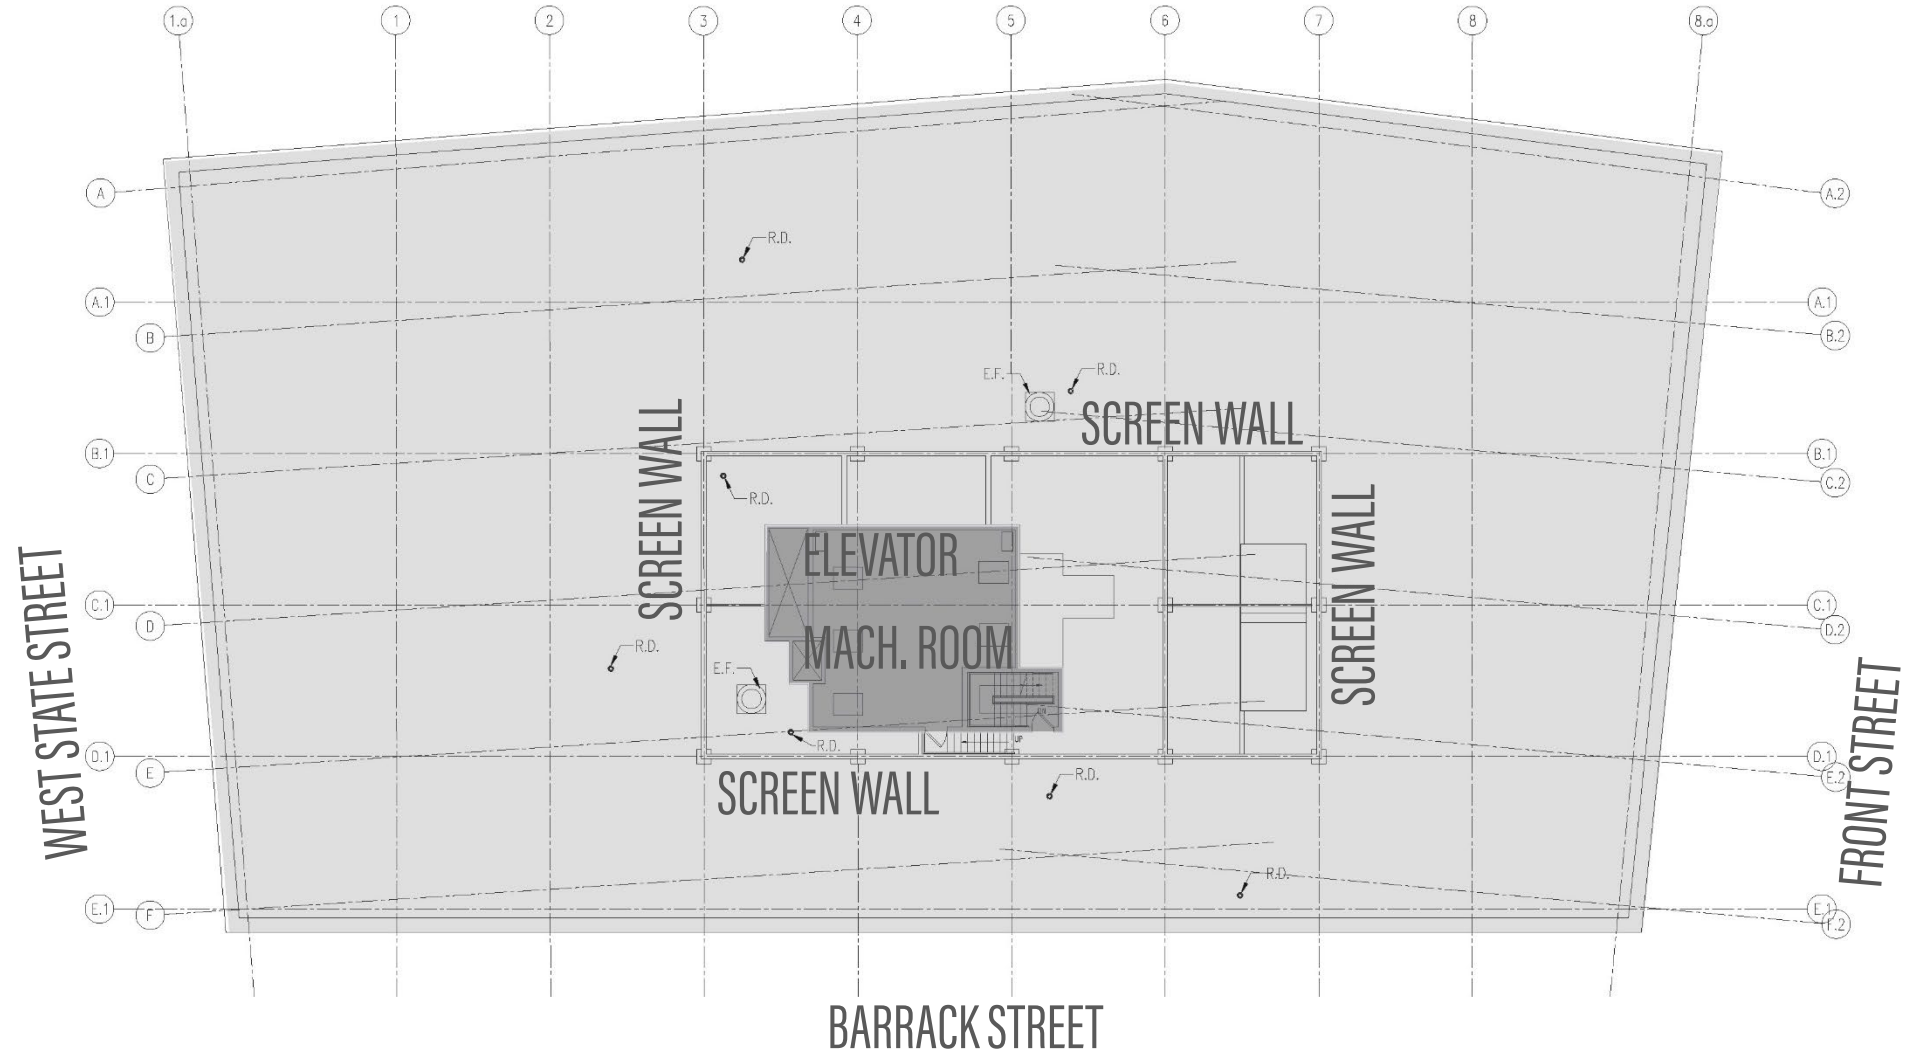 1.a
1
2
3
4
5
6
7
8
8.a
A
A.2
R.D.
A.1
A.1
B
B.2
E.F.
R.D.
SCREEN WALL
SCREEN WALL
B.1
B.1
C
C.2
R.D.
SCREEN WALL
ELEVATOR
C.1
C.1
D
D.2
MACH. ROOM
R.D.
E.F.
WEST STATE STREET
FRONT STREET
UP
R.D.
D.1
D.1
E
E.2
R.D.
SCREEN WALL
R.D.
E.1
E.1
F
F.2
BARRACK STREET